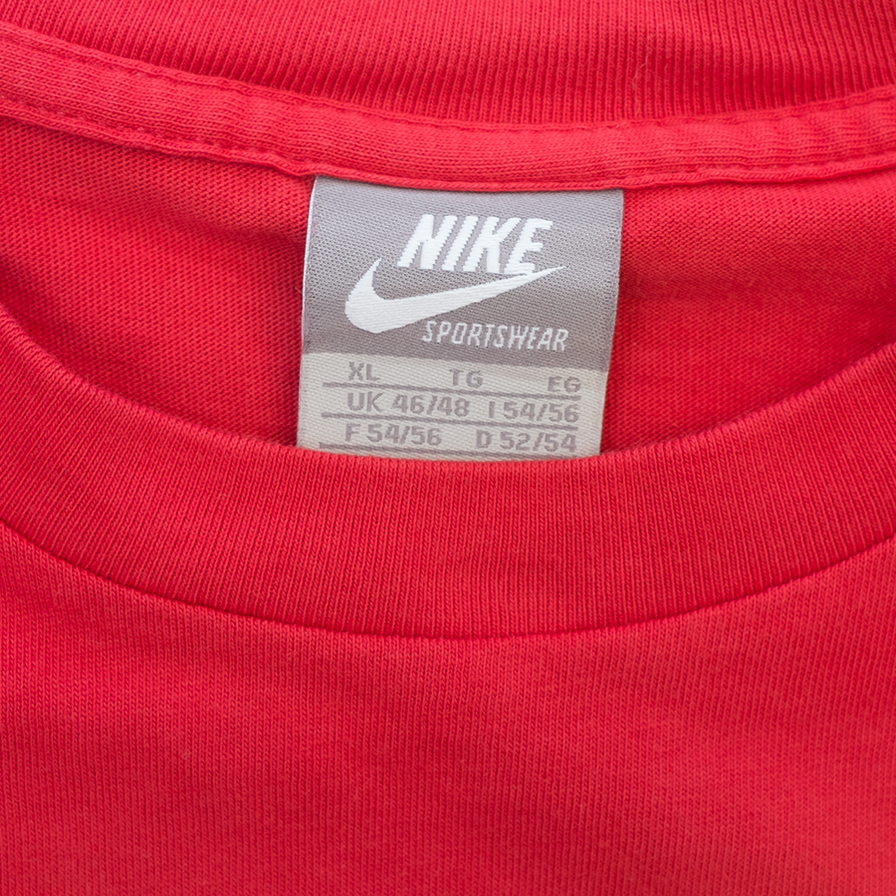 NIKE
SPORTSWEAR
XL TG EG
UK 46/48 I 54/56
F 54/56 D 52/54